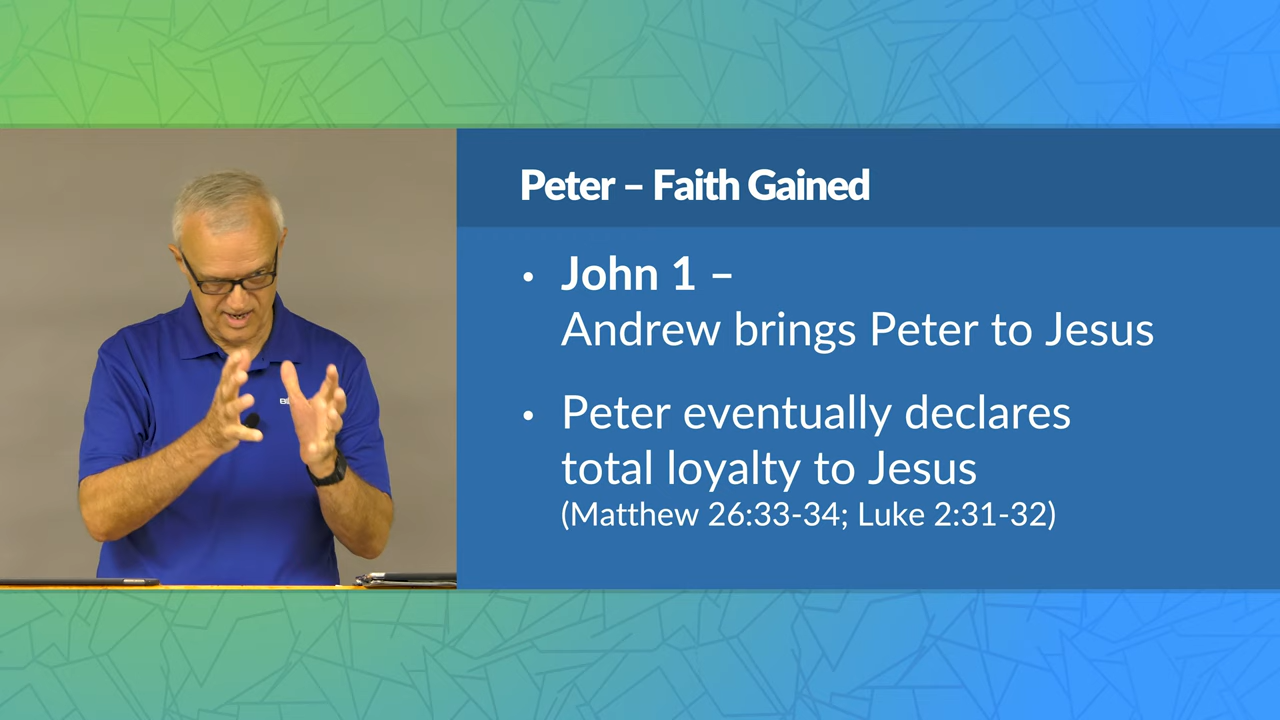 Peter – Faith Gained
• John 1 –
Andrew brings Peter to Jesus
• Peter eventually declares
total loyalty to Jesus
(Matthew 26:33-34; Luke 2:31-32)